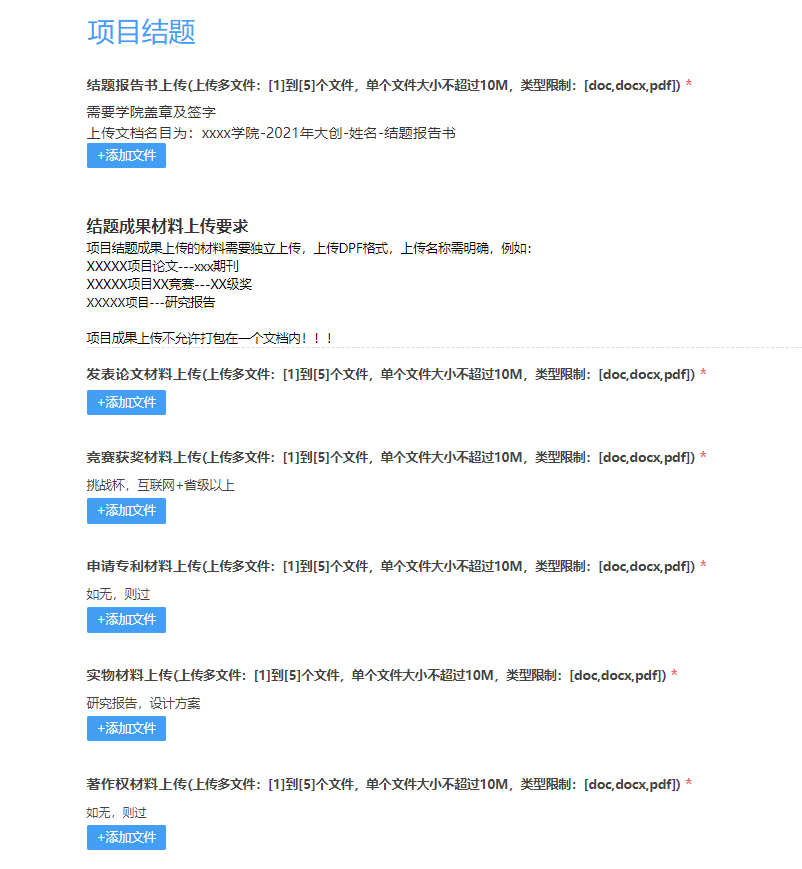 项目结题
结题报告书上传(上传多文件：[1]到[5]个文件，单个文件大小不超过10M，类型限制：[doc,docx,pdf]) *
需要学院盖章及签字
上传文档名目为：xxxx学院-2021年大创-姓名-结题报告书
+添加文件
结题成果材料上传要求
项目结题成果上传的材料需要独立上传，上传DPF格式，上传名称需明确，例如：
XXXXX项目论文---xxx期刊
XXXXX项目XX竞赛---XX级奖
XXXXX项目---研究报告
项目成果上传不允许打包在一个文档内！！！
发表论文材料上传(上传多文件：[1]到[5]个文件，单个文件大小不超过10M，类型限制：[doc,docx,pdf]) *
+添加文件
竞赛获奖材料上传(上传多文件：[1]到[5]个文件，单个文件大小不超过10M，类型限制：[doc,docx,pdf]) *
挑战杯，互联网+省级以上
+添加文件
申请专利材料上传(上传多文件：[1]到[5]个文件，单个文件大小不超过10M，类型限制：[doc,docx,pdf]) *
如无，则过
+添加文件
实物材料上传(上传多文件：[1]到[5]个文件，单个文件大小不超过10M，类型限制：[doc,docx,pdf]) *
研究报告，设计方案
+添加文件
著作权材料上传(上传多文件：[1]到[5]个文件，单个文件大小不超过10M，类型限制：[doc,docx,pdf]) *
如无，则过
+添加文件